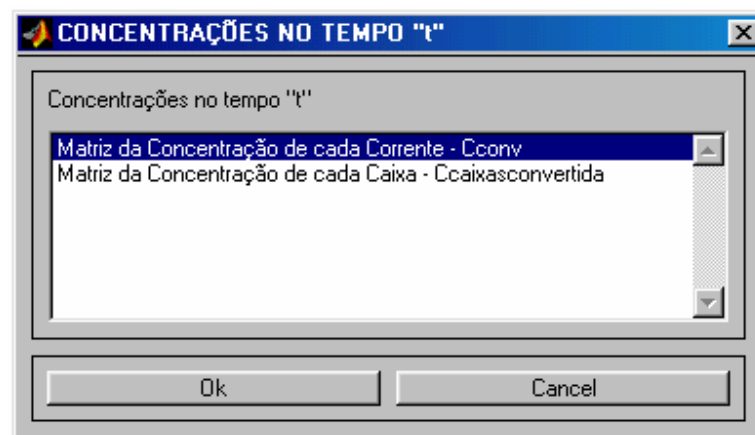 CONCENTRAÇÕES NO TEMPO "t"
Concentrações no tempo "t"
Matriz da Concentração de cada Corrente - Cconv
Matriz da Concentração de cada Caixa - Ccaixasconvertida
Ok Cancel